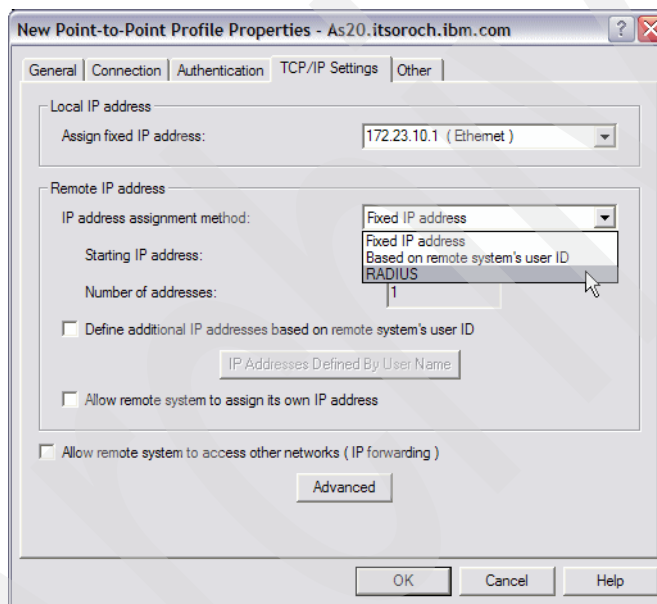 New Point-to-Point Profile Properties - As20.itsoroch.ibm.com
General Connection Authentication TCP/IP Settings Other
Local IP address
Assign fixed IP address: 172.23.10.1 ( Ethernet )
Remote IP address
IP address assignment method: Fixed IP address
Fixed IP address
Based on remote system's user ID
Starting IP address:
RADIUS
Number of addresses: 1
Define additional IP addresses based on remote system's user ID
IP Addresses Defined By User Name
Allow remote system to assign its own IP address
Allow remote system to access other networks ( IP forwarding )
Advanced
OK Cancel Help